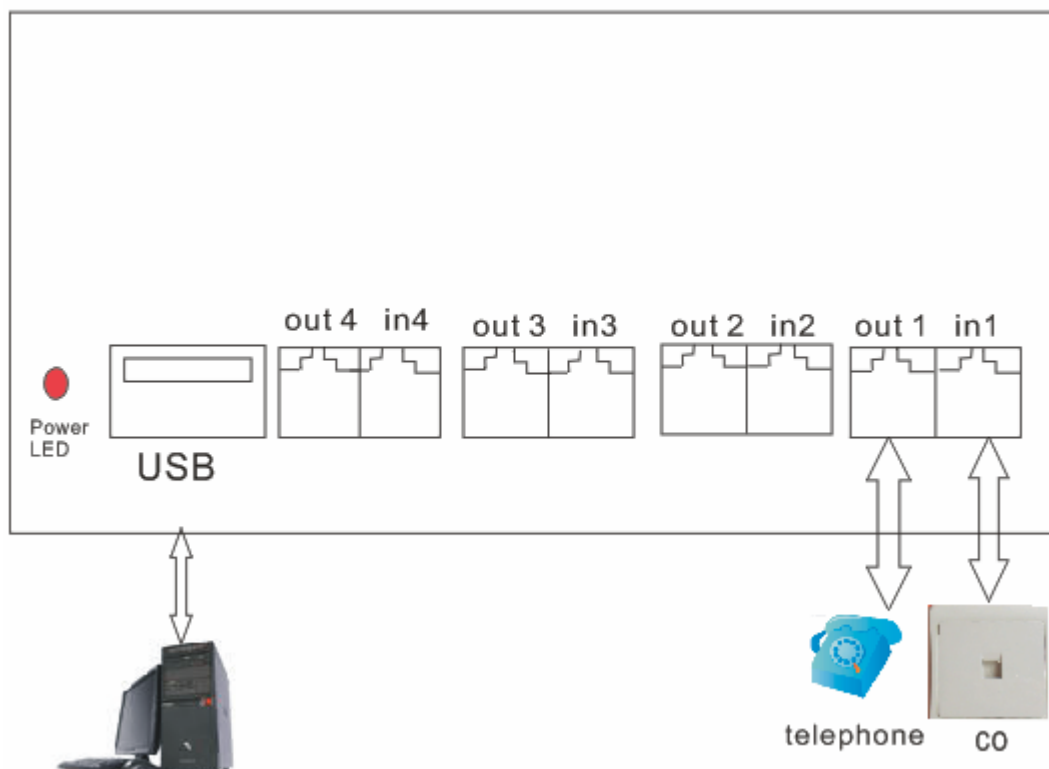 out 4 in4 out 3 in3 out 2 in2 out 1 in1
Power
LED
USB
telephone co